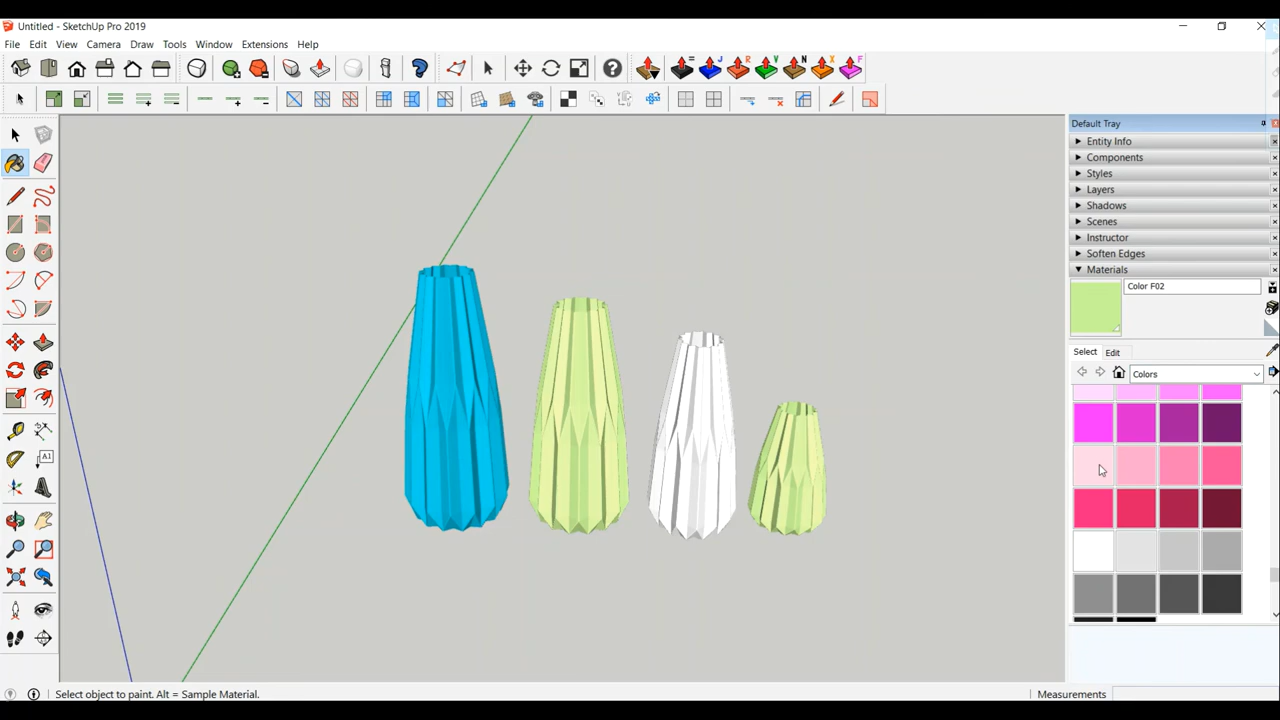 Untitled - SketchUp Pro 2019
File Edit View Camera Draw Tools Window Extensions Help
= J R V N X F
Default Tray
Entity Info
Components
Styles
Layers
Shadows
Scenes
Instructor
Soften Edges
Materials
Color F02
Select Edit
Colors
A1
Select object to paint. Alt = Sample Material.
Measurements